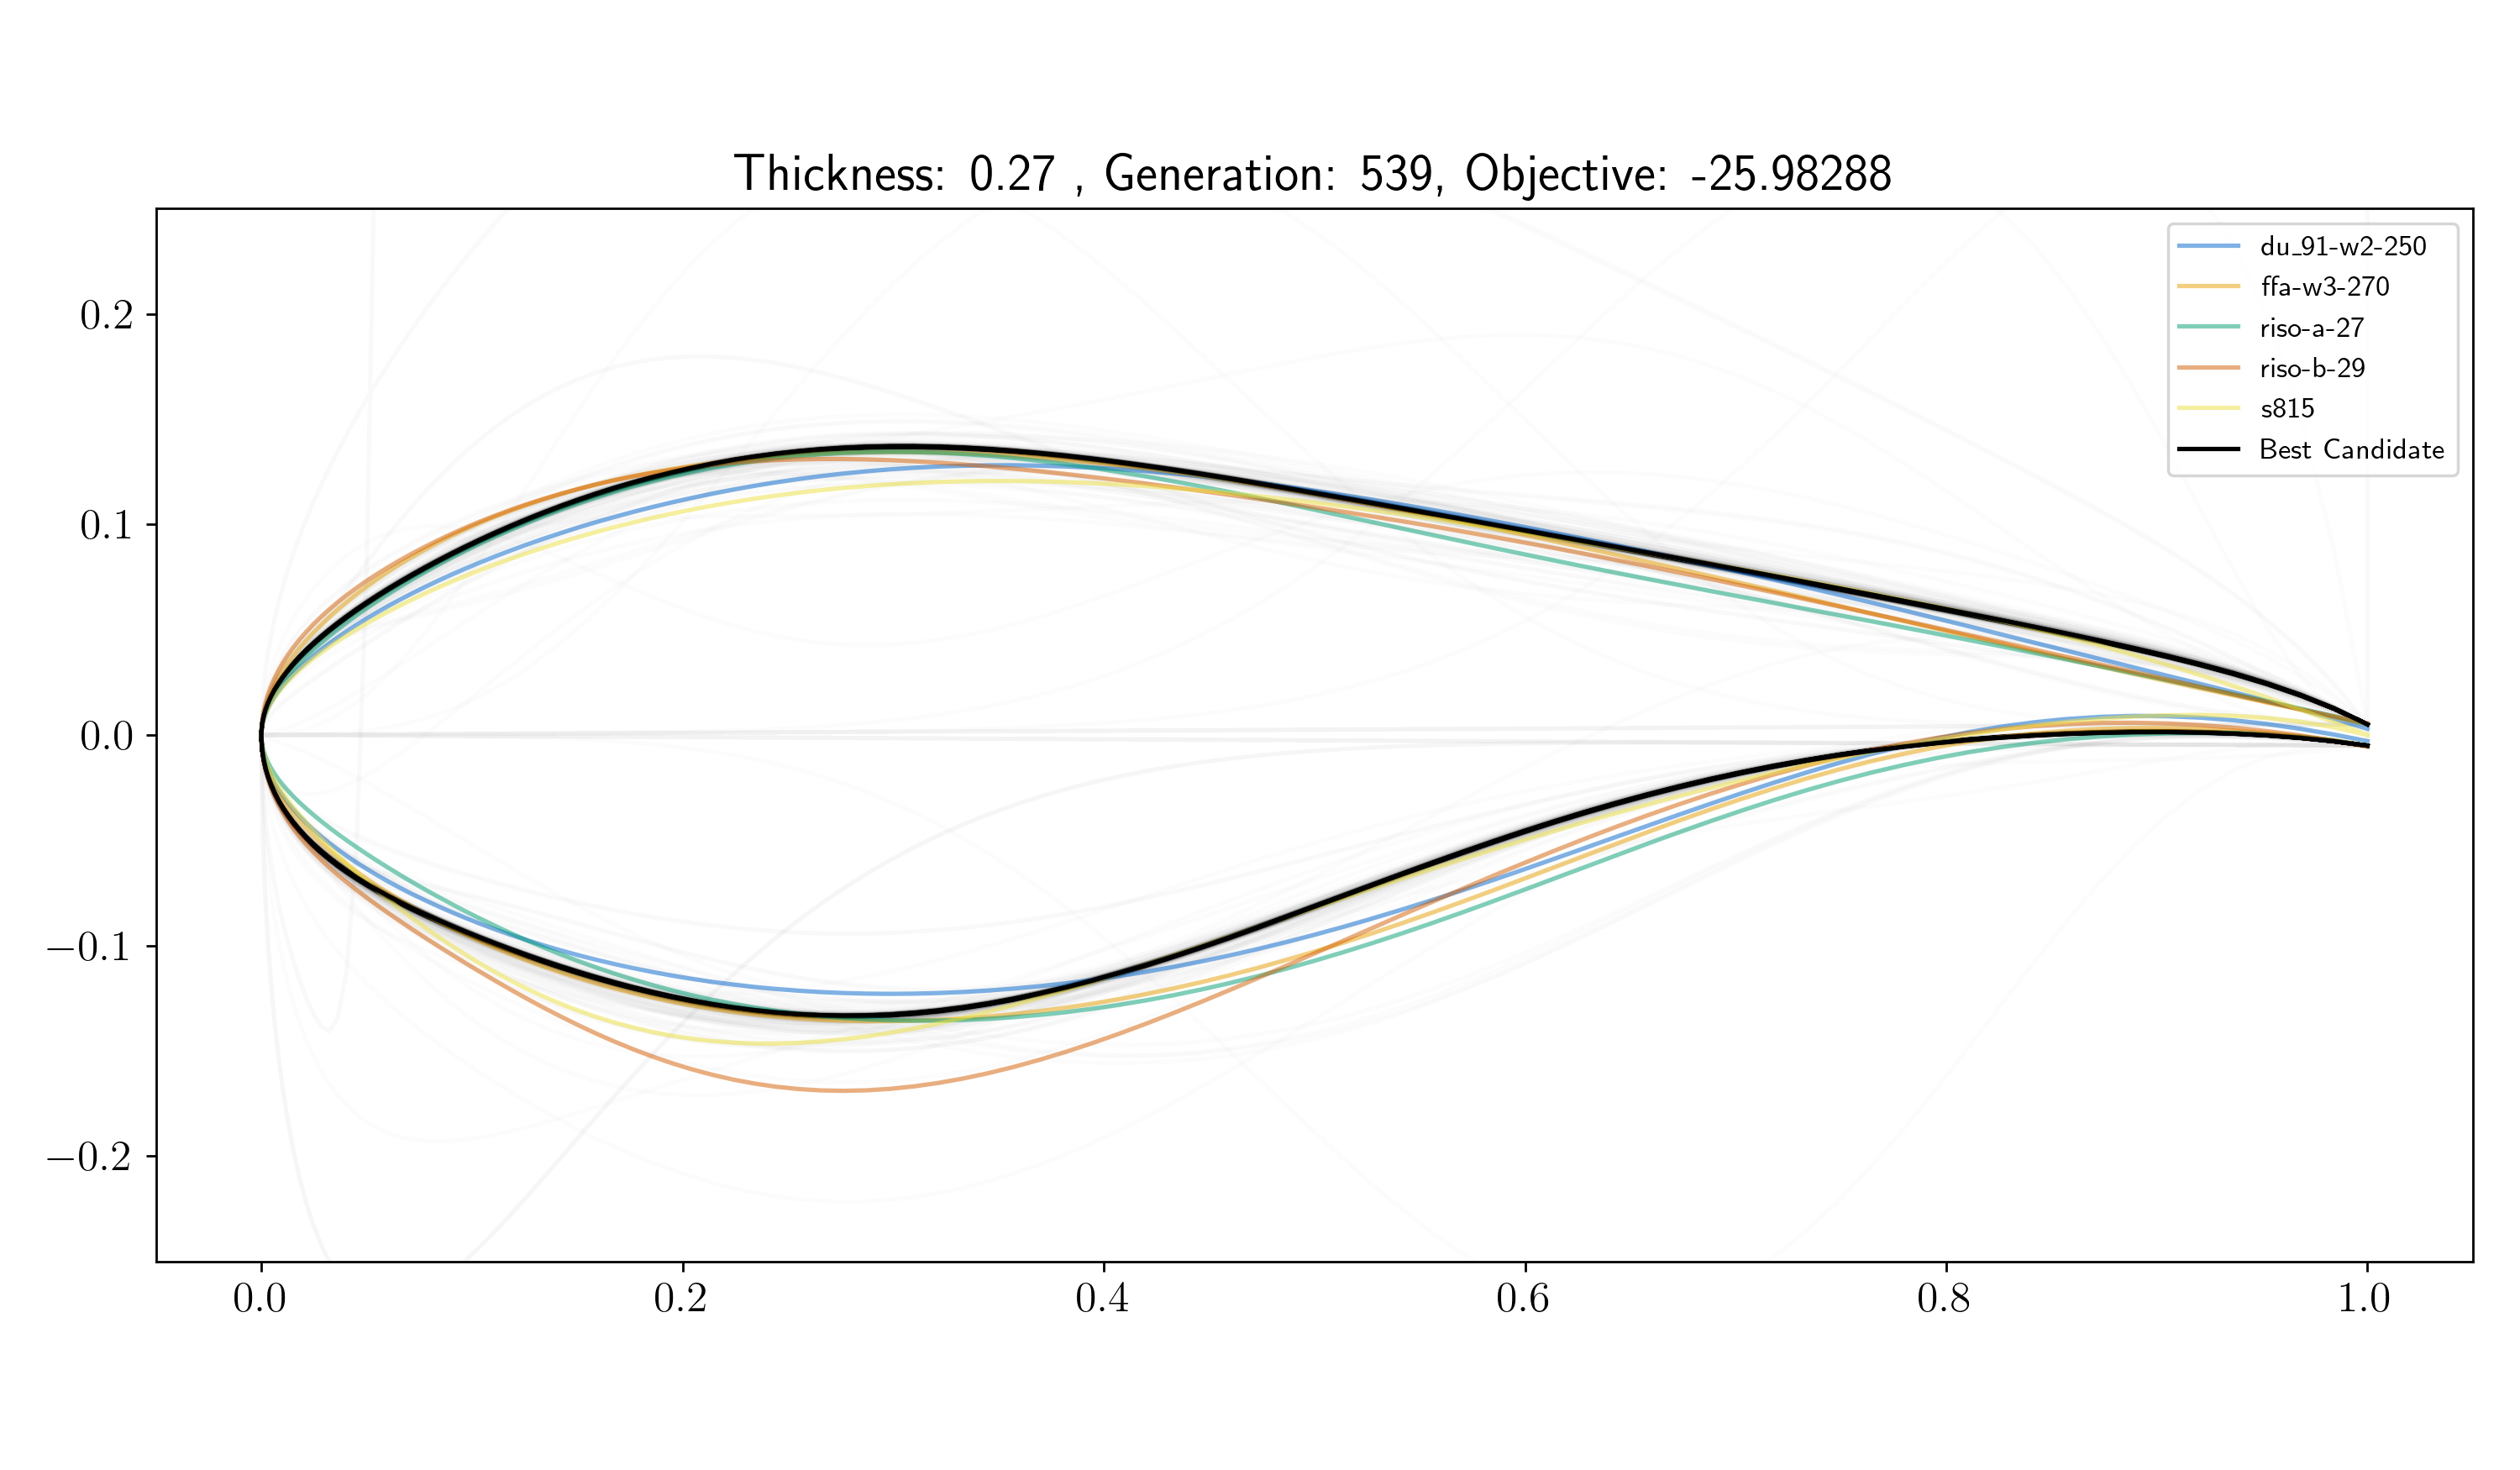 Thickness: 0.27 , Generation: 539, Objective: -25.98288
du_91-w2-250
ffa-w3-270
riso-a-27
riso-b-29
s815
Best Candidate
0.2
0.1
0.0
−0.1
−0.2
0.0 0.2 0.4 0.6 0.8 1.0